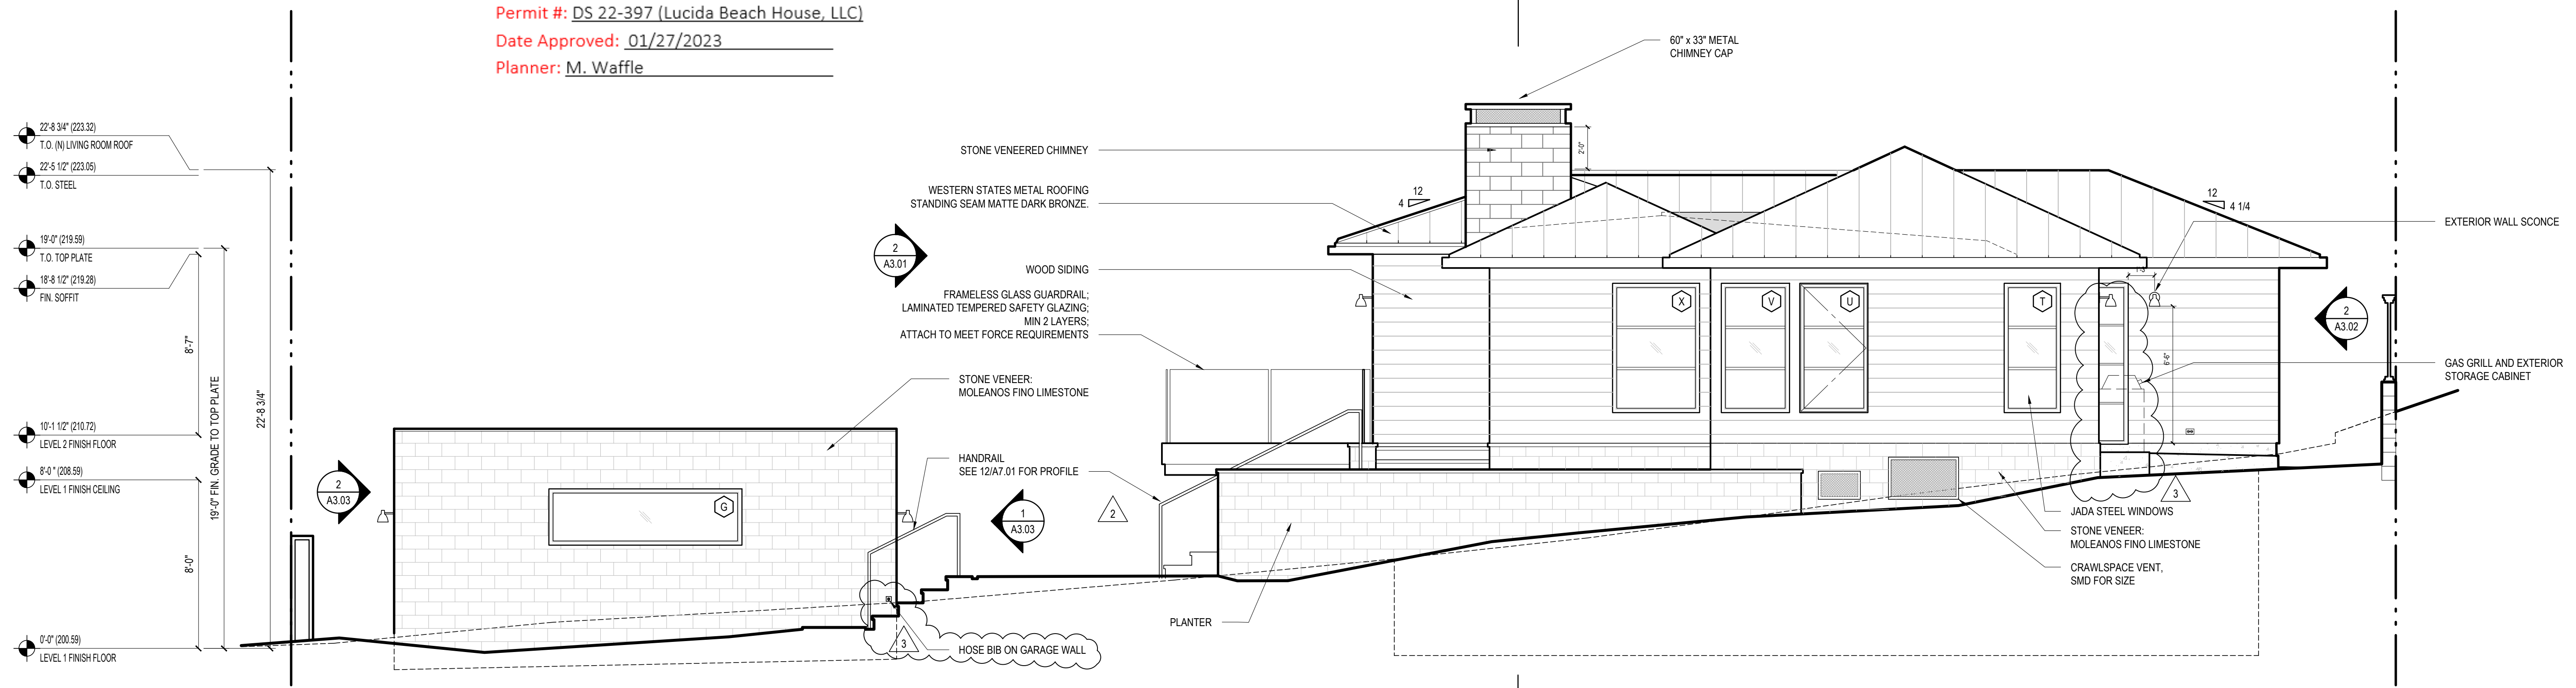 Permit #: DS 22-397 (Lucida Beach House, LLC)
Date Approved: 01/27/2023
Planner: M. Waffle
60" x 33" METAL
CHIMNEY CAP
22'-8 3/4" (223.32)
T.O. (N) LIVING ROOM ROOF
22'-5 1/2" (223.05)
T.O. STEEL
19'-0" (219.59)
T.O. TOP PLATE
18'-8 1/2" (219.28)
FIN. SOFFIT
10'-1 1/2" (210.72)
LEVEL 2 FINISH FLOOR
8'-0 " (208.59)
LEVEL 1 FINISH CEILING
0'-0" (200.59)
LEVEL 1 FINISH FLOOR
8'-7"
8'-0"
19'-0" FIN. GRADE TO TOP PLATE
22'-8 3/4"
2
A3.03
G
STONE VENEER:
MOLEANOS FINO LIMESTONE
HANDRAIL
SEE 12/A7.01 FOR PROFILE
1
A3.03
2
3
HOSE BIB ON GARAGE WALL
PLANTER
2
A3.01
STONE VENEERED CHIMNEY
WESTERN STATES METAL ROOFING
STANDING SEAM MATTE DARK BRONZE.
WOOD SIDING
FRAMELESS GLASS GUARDRAIL;
LAMINATED TEMPERED SAFETY GLAZING;
MIN 2 LAYERS;
ATTACH TO MEET FORCE REQUIREMENTS
12
4
2'-0"
12
4 1/4
X
V
U
T
1'-3"
6'-6"
EXTERIOR WALL SCONCE
2
A3.02
GAS GRILL AND EXTERIOR
STORAGE CABINET
3
JADA STEEL WINDOWS
STONE VENEER:
MOLEANOS FINO LIMESTONE
CRAWLSPACE VENT,
SMD FOR SIZE